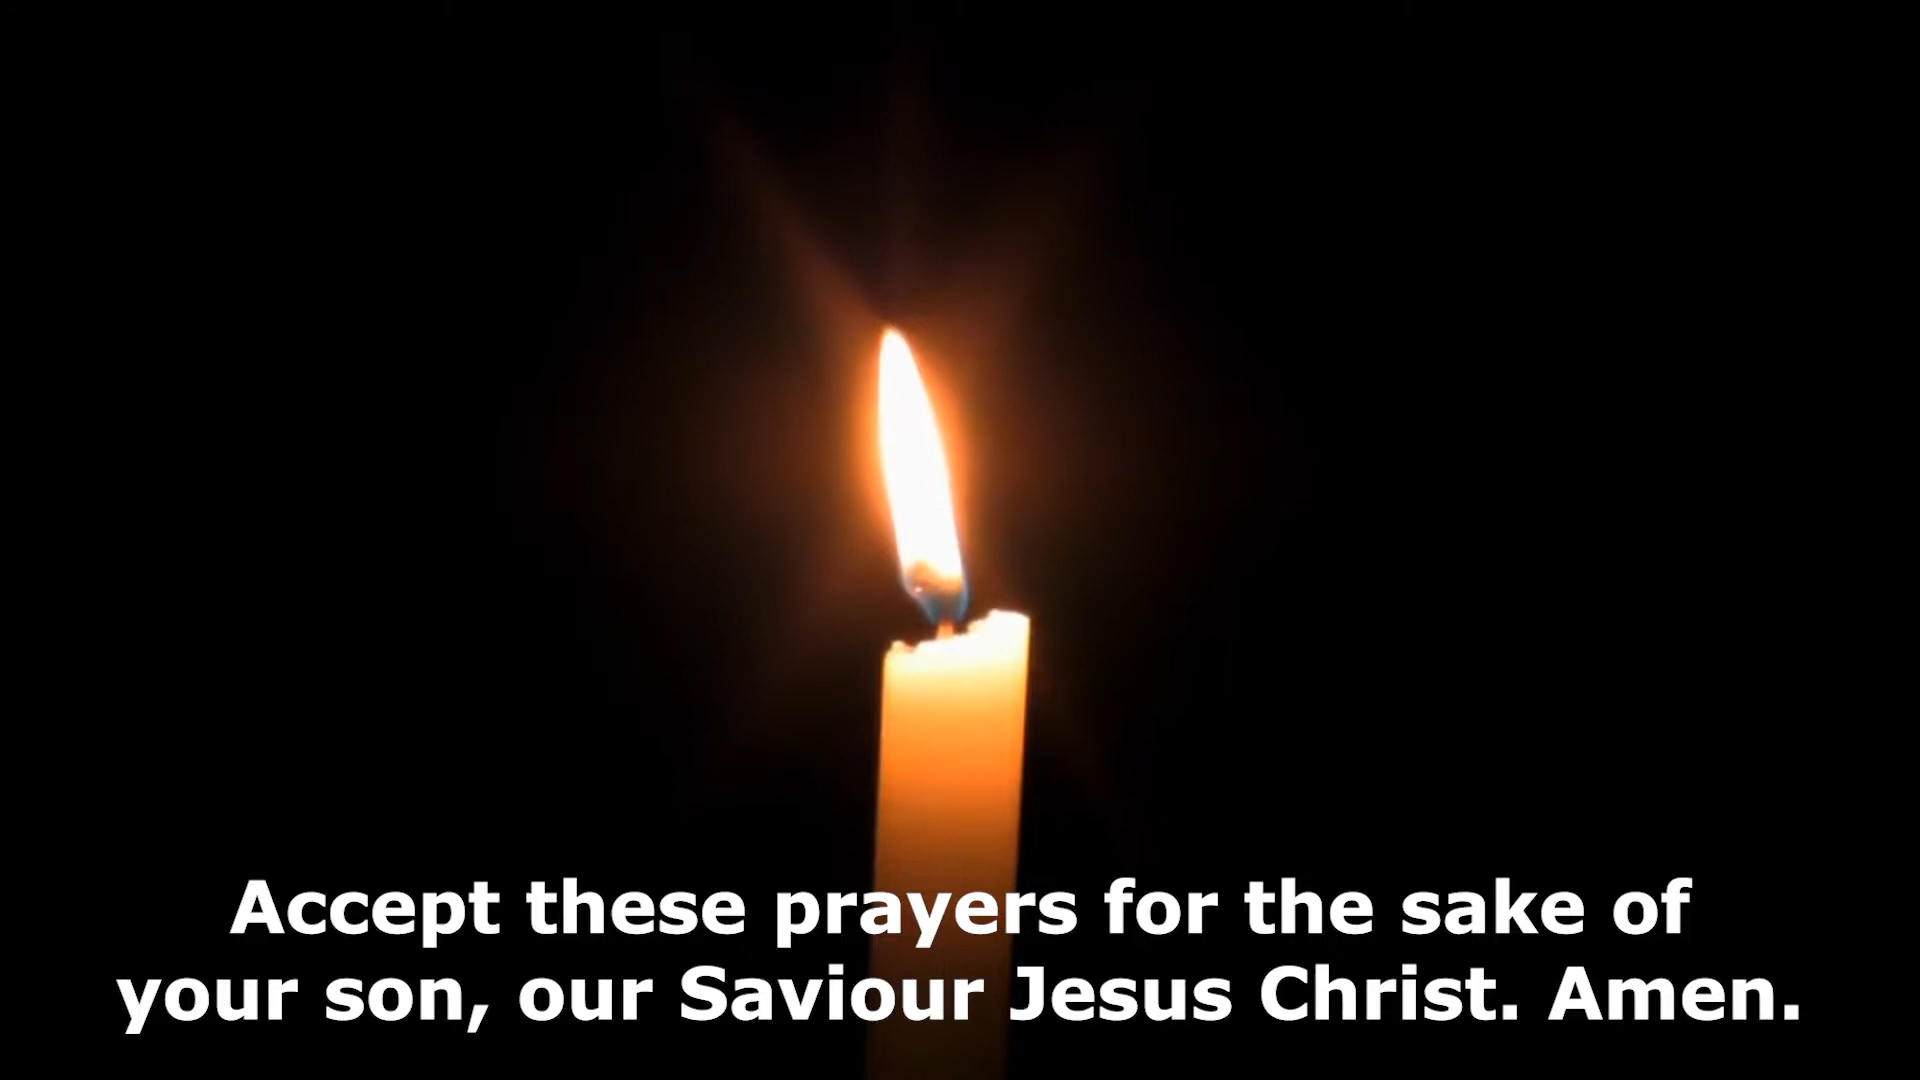 Accept these prayers for the sake of
your son, our Saviour Jesus Christ. Amen.